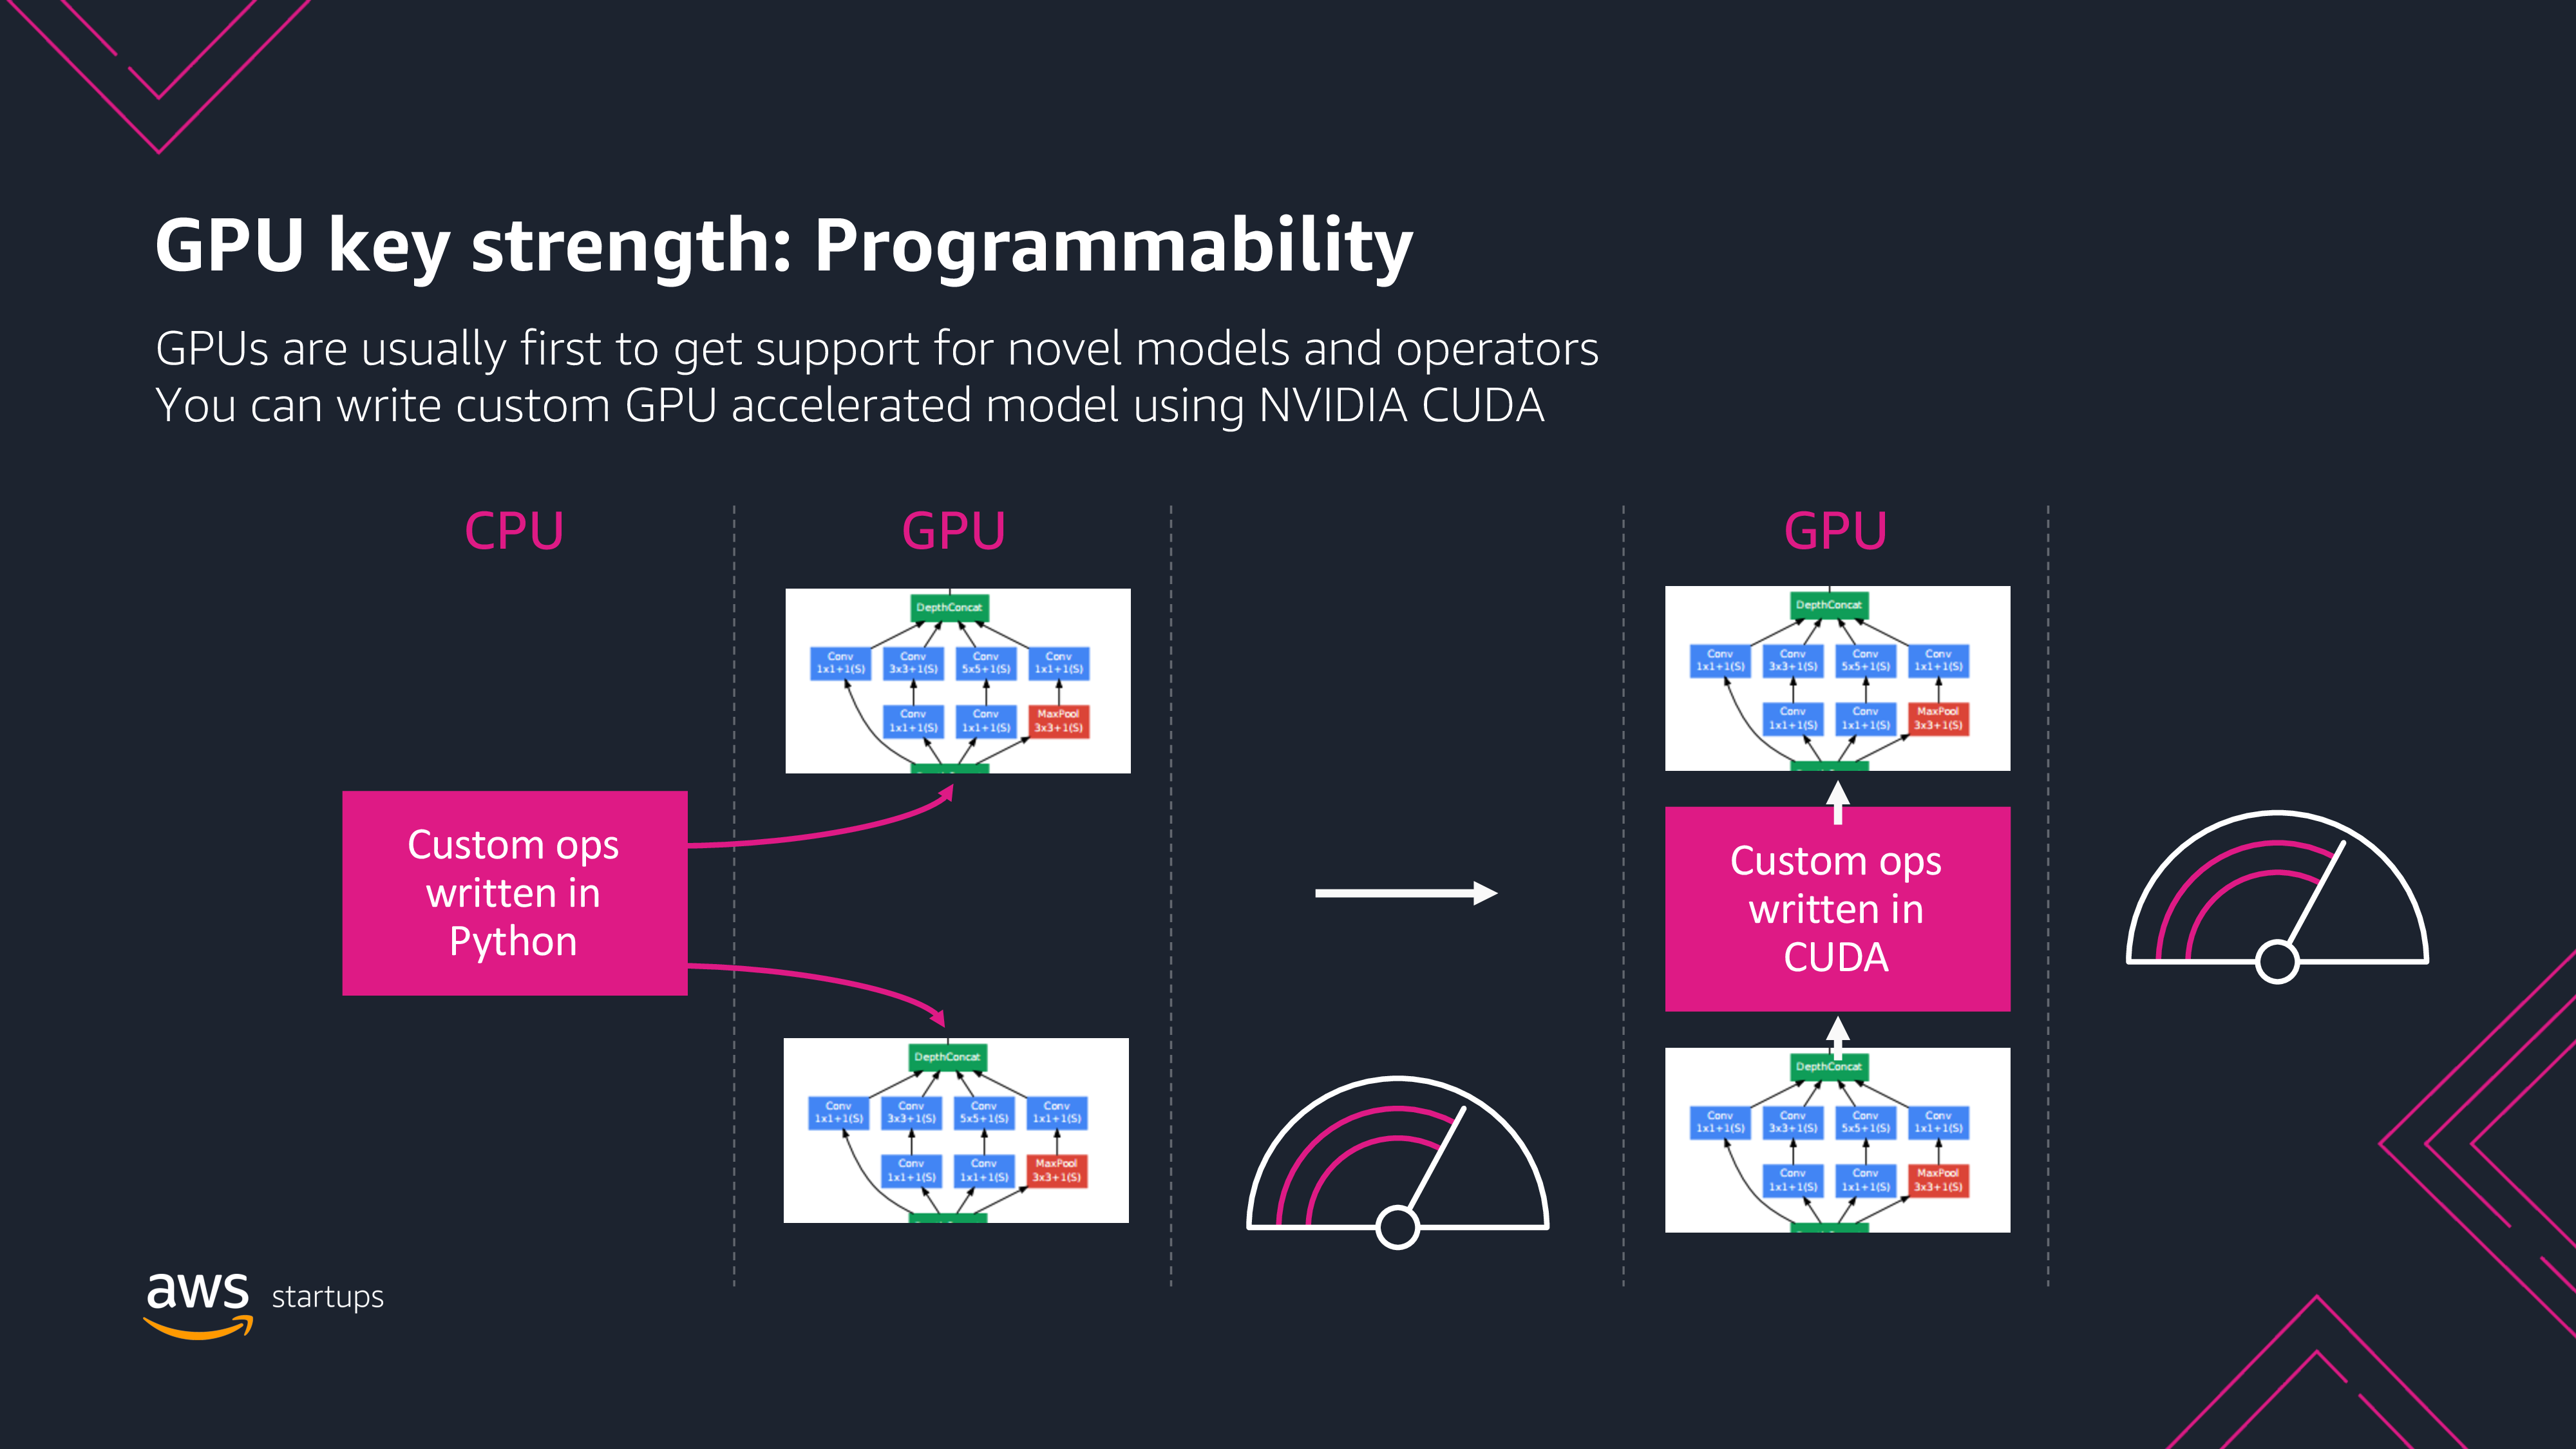 GPU key strength: Programmability
GPUs are usually first to get support for novel models and operators
You can write custom GPU accelerated model using NVIDIA CUDA
CPU
GPU
GPU
Custom ops
written in
Python
DepthConcat
Conv
1x1+1(S)
Conv
3x3+1(S)
Conv
5x5+1(S)
Conv
1x1+1(S)
Conv
1x1+1(S)
Conv
1x1+1(S)
MaxPool
3x3+1(S)
DepthConcat
Conv
1x1+1(S)
Conv
3x3+1(S)
Conv
5x5+1(S)
Conv
1x1+1(S)
Conv
1x1+1(S)
Conv
1x1+1(S)
MaxPool
3x3+1(S)
DepthConcat
Conv
1x1+1(S)
Conv
3x3+1(S)
Conv
5x5+1(S)
Conv
1x1+1(S)
Conv
1x1+1(S)
Conv
1x1+1(S)
MaxPool
3x3+1(S)
Custom ops
written in
CUDA
DepthConcat
Conv
1x1+1(S)
Conv
3x3+1(S)
Conv
5x5+1(S)
Conv
1x1+1(S)
Conv
1x1+1(S)
Conv
1x1+1(S)
MaxPool
3x3+1(S)
aws startups